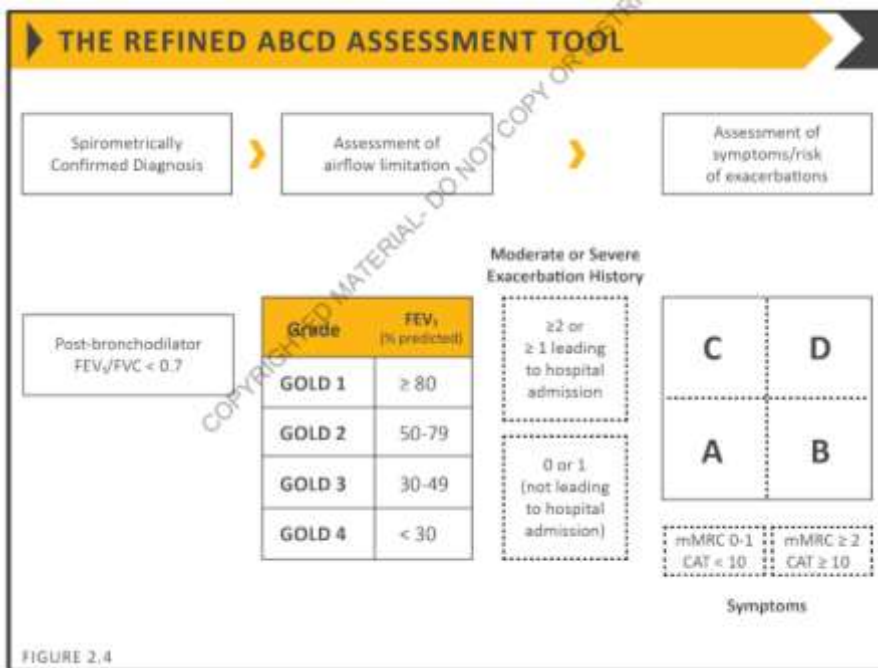 THE REFINED ABCD ASSESSMENT TOOL
Spirometrically
Confirmed Diagnosis
Assessment of
airflow limitation
Assessment of
symptoms/risk
of exacerbations
Post-bronchodilator
FEV₁/FVC < 0.7
Grade
FEV₁
(% predicted)
GOLD 1
≥ 80
GOLD 2
50-79
GOLD 3
30-49
GOLD 4
< 30
Moderate or Severe
Exacerbation History
≥2 or
≥ 1 leading
to hospital
admission
0 or 1
(not leading
to hospital
admission)
C
D
A
B
mMRC 0-1
CAT < 10
mMRC ≥ 2
CAT ≥ 10
Symptoms
FIGURE 2.4
COPYRIGHTED MATERIAL- DO NOT COPY OR